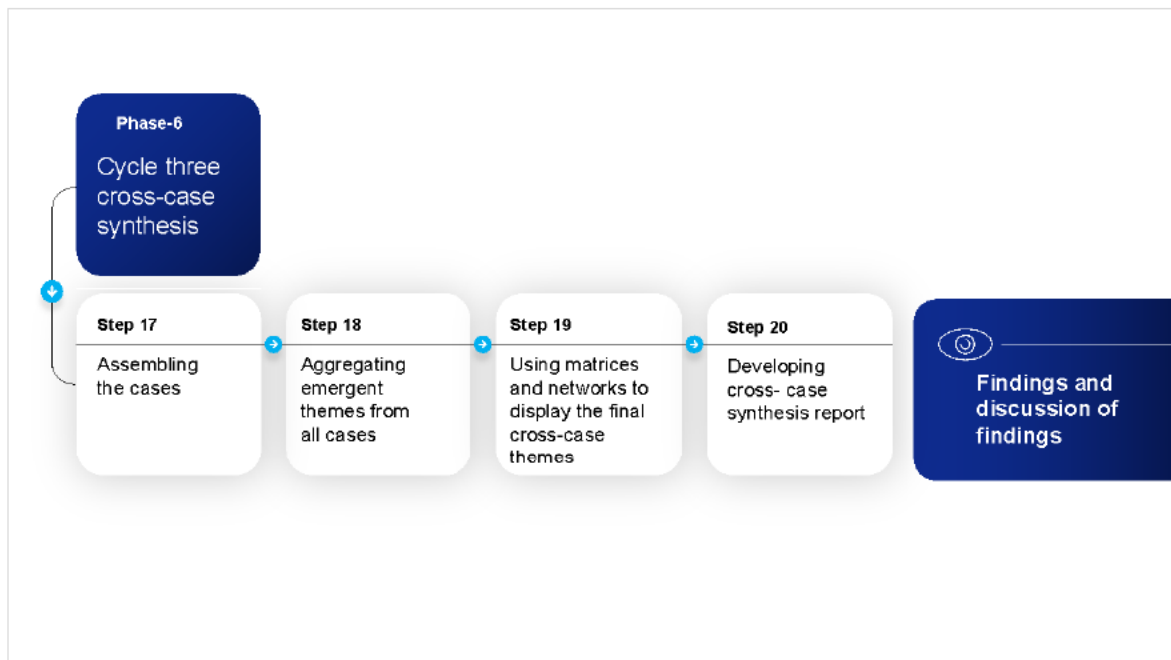 Phase-6
Cycle three
cross-case
synthesis
Step 17
Assembling
the cases
Step 18
Aggregating
emergent
themes from
all cases
Step 19
Using matrices
and networks to
display the final
cross-case
themes
Step 20
Developing
cross- case
synthesis report
Findings and
discussion of
findings